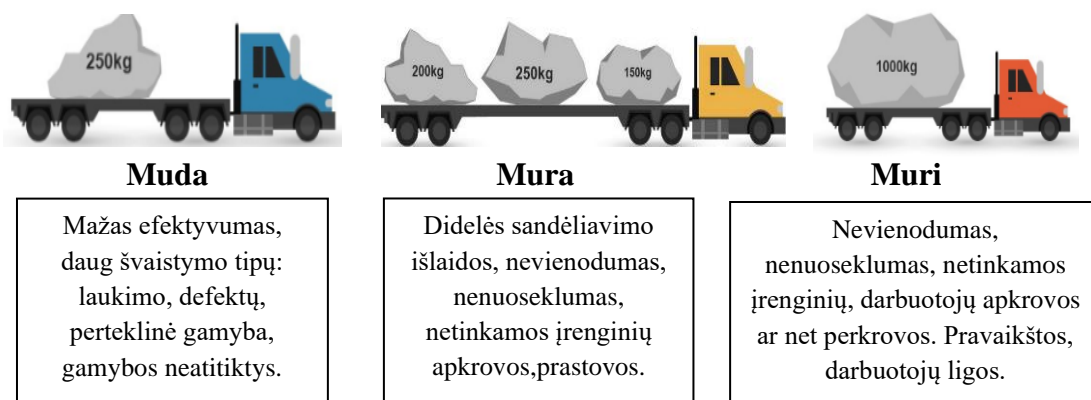 250kg
200kg
250kg
150kg
1000kg
Muda
Mura
Muri
Mažas efektyvumas,
daug švaistymo tipų:
laukimo, defektų,
perteklinė gamyba,
gamybos neatitiktys.
Didelės sandėliavimo
išlaidos, nevienodumas,
nenuoseklumas,
netinkamos įrenginių
apkrovos,prastovos.
Nevienodumas,
nenuoseklumas, netinkamos
įrenginių, darbuotojų apkrovos
ar net perkrovos. Pravaikštos,
darbuotojų ligos.